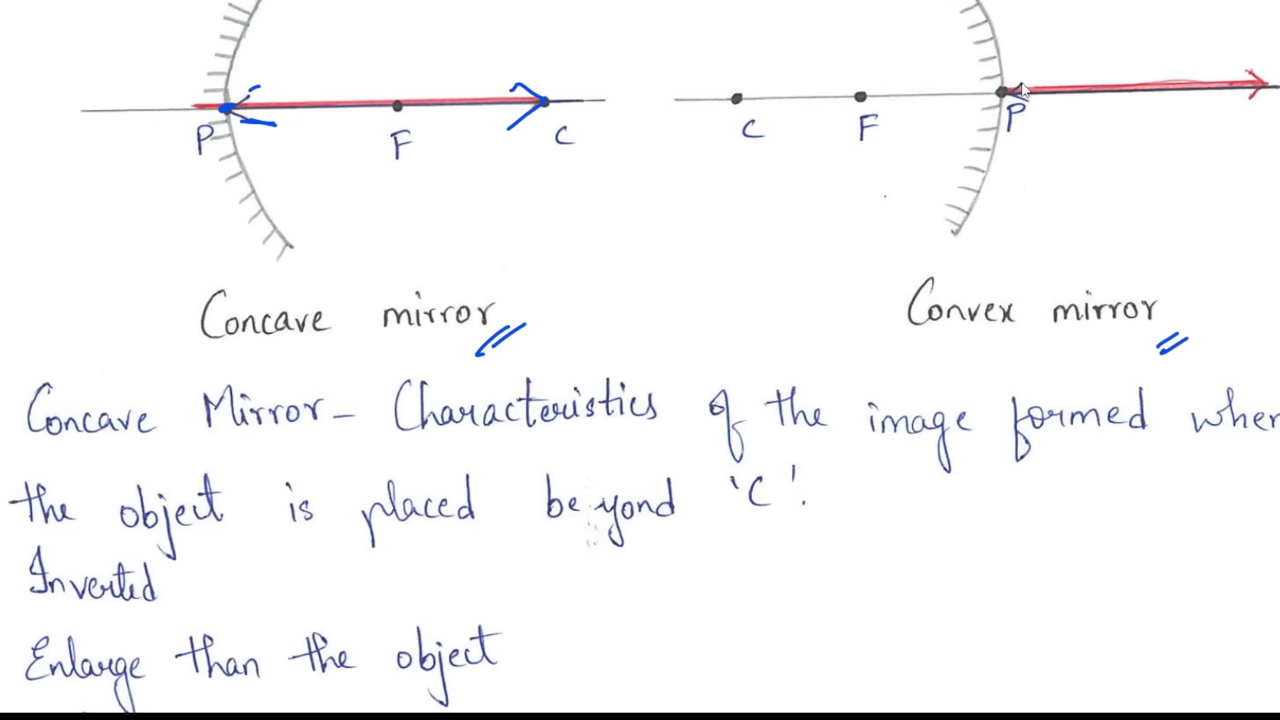 P F C
C F P
Concave mirror
Convex mirror
Concave Mirror - Characteristics of the image formed when
the object is placed beyond 'C'.
Inverted
Enlarge than the object